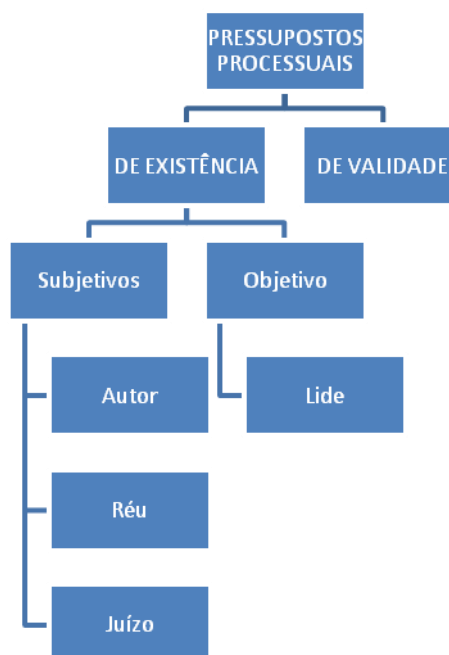 PRESSUPOSTOS
PROCESSUAIS
DE EXISTÊNCIA
DE VALIDADE
Subjetivos
Objetivo
Autor
Lide
Réu
Juízo